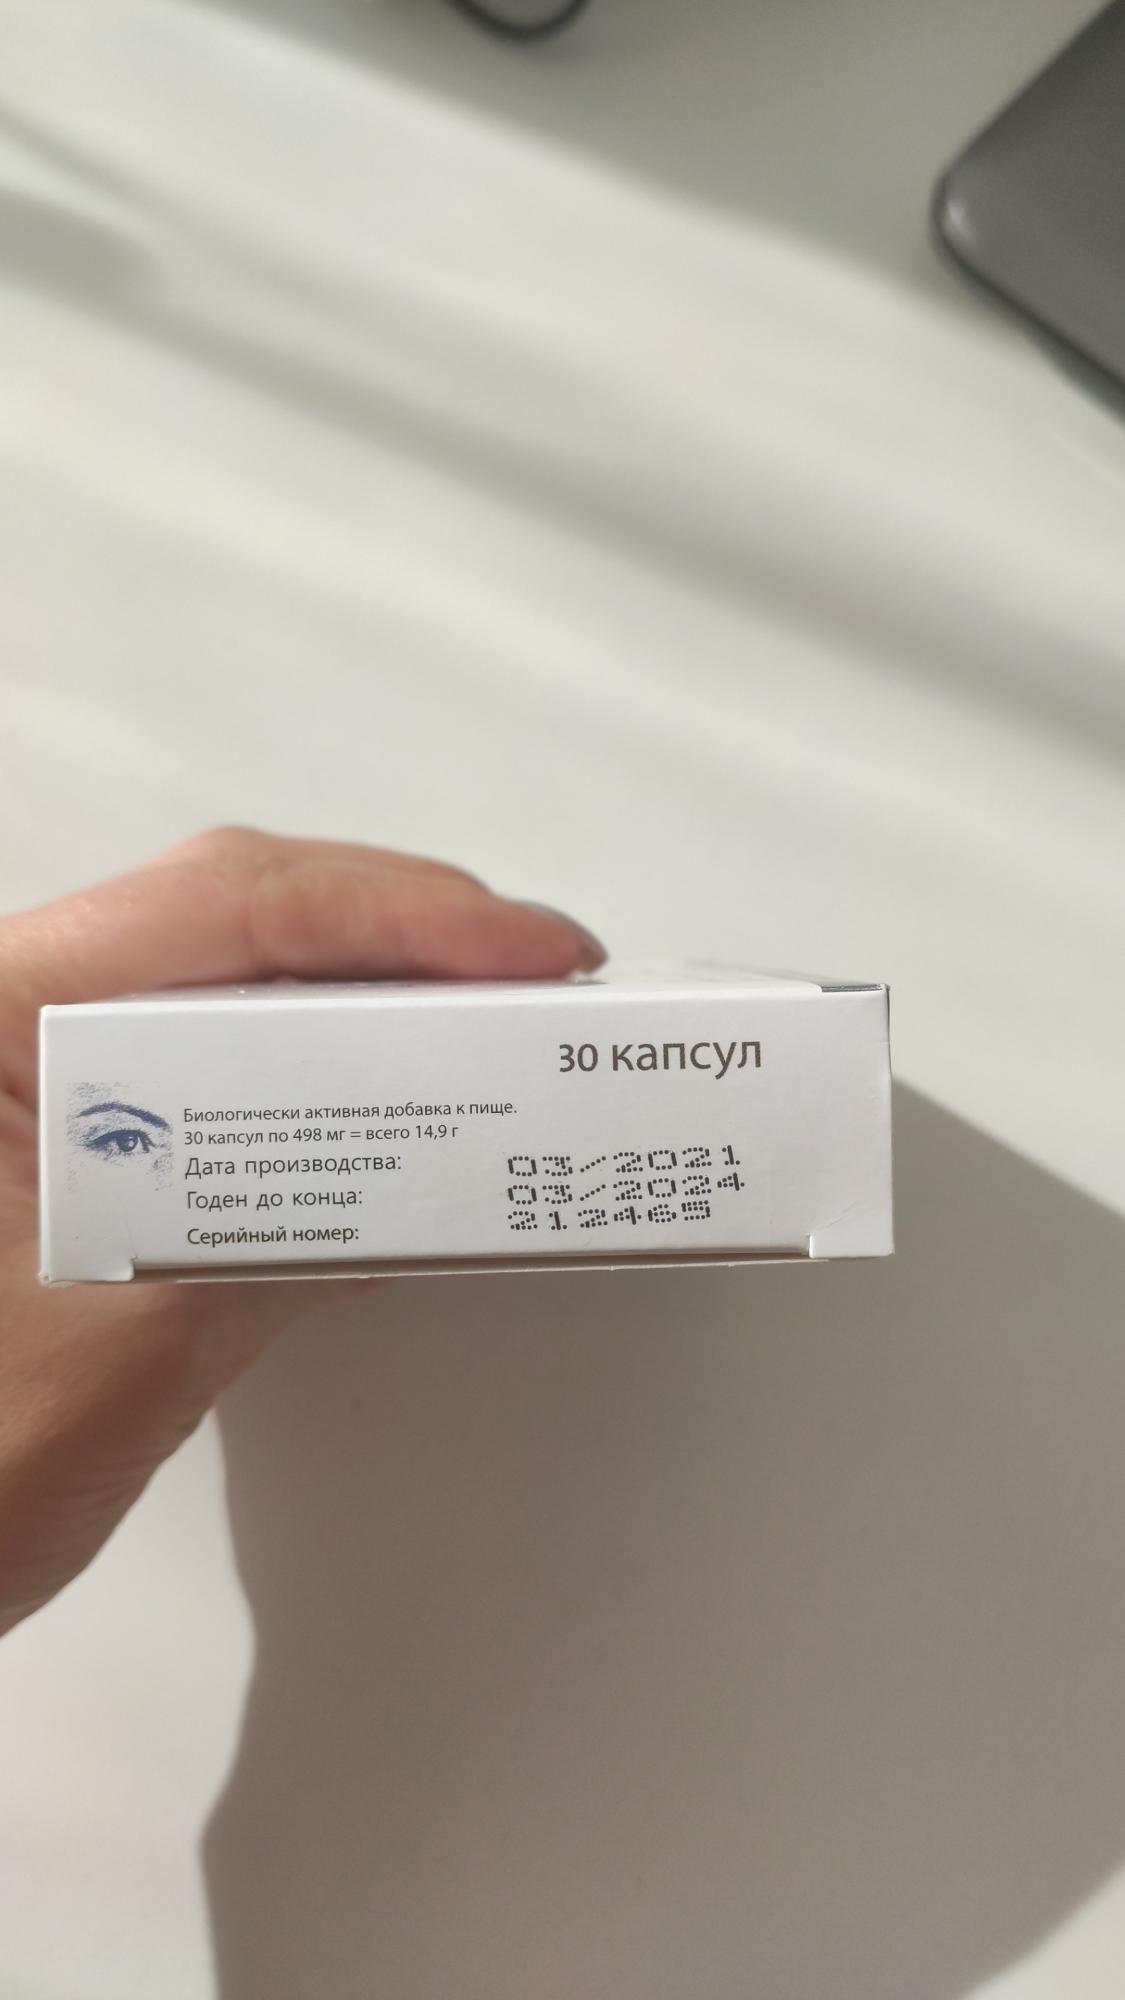 30 капсул
Биологически активная добавка к пище.
30 капсул по 498 мг = всего 14,9 г
Дата производства: 03/2021
Годен до конца: 03/2024
Серийный номер: 212465